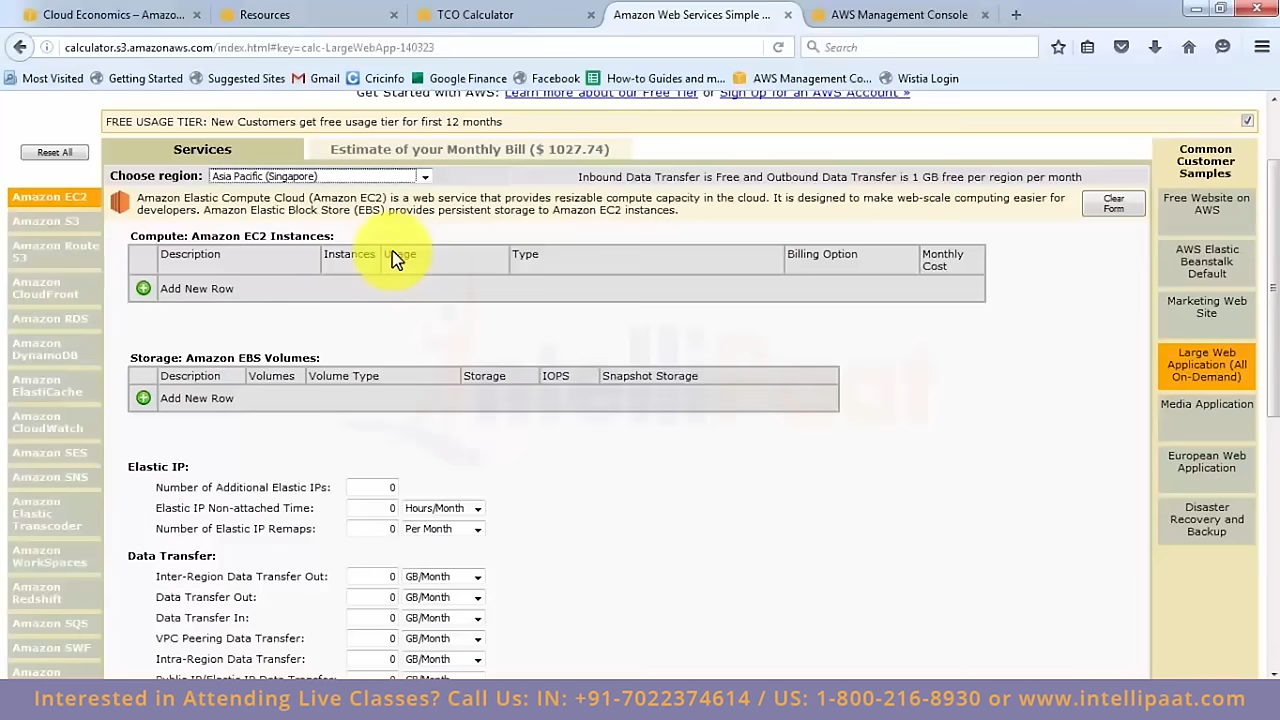 Cloud Economics – Amazo...
Resources
TCO Calculator
Amazon Web Services Simple ...
AWS Management Console
calculator.s3.amazonaws.com/index.html#key=calc-LargeWebApp-140323
Search
Most Visited
Getting Started
Suggested Sites
Gmail
Cricinfo
Google Finance
Facebook
How-to Guides and m...
AWS Management Co...
Wistia Login
Get Started with AWS: Learn more about our Free Tier or Sign Up for an AWS Account »
FREE USAGE TIER: New Customers get free usage tier for first 12 months
Reset All
Services
Estimate of your Monthly Bill ($ 1027.74)
Choose region: Asia Pacific (Singapore)
Inbound Data Transfer is Free and Outbound Data Transfer is 1 GB free per region per month
Amazon Elastic Compute Cloud (Amazon EC2) is a web service that provides resizable compute capacity in the cloud. It is designed to make web-scale computing easier for
developers. Amazon Elastic Block Store (EBS) provides persistent storage to Amazon EC2 instances.
Clear
Form
Amazon EC2
Amazon S3
Amazon Route
53
Amazon
CloudFront
Amazon RDS
Amazon
DynamoDB
Amazon
ElastiCache
Amazon
CloudWatch
Amazon SES
Amazon SNS
Amazon
Elastic
Transcoder
Amazon
WorkSpaces
Amazon
Redshift
Amazon SQS
Amazon SWF
Amazon
Compute: Amazon EC2 Instances:
Description
Instances
Usage
Type
Billing Option
Monthly
Cost
Add New Row
Storage: Amazon EBS Volumes:
Description
Volumes
Volume Type
Storage
IOPS
Snapshot Storage
Add New Row
Elastic IP:
Number of Additional Elastic IPs: 0
Elastic IP Non-attached Time: 0 Hours/Month
Number of Elastic IP Remaps: 0 Per Month
Data Transfer:
Inter-Region Data Transfer Out: 0 GB/Month
Data Transfer Out: 0 GB/Month
Data Transfer In: 0 GB/Month
VPC Peering Data Transfer: 0 GB/Month
Intra-Region Data Transfer: 0 GB/Month
Public IP/Elastic IP Data Transfer: 0 GB/Month
Common
Customer
Samples
Free Website on
AWS
AWS Elastic
Beanstalk
Default
Marketing Web
Site
Large Web
Application (All
On-Demand)
Media Application
European Web
Application
Disaster
Recovery and
Backup
intellipaat
Interested in Attending Live Classes? Call Us: IN: +91-7022374614 / US: 1-800-216-8930 or www.intellipaat.com